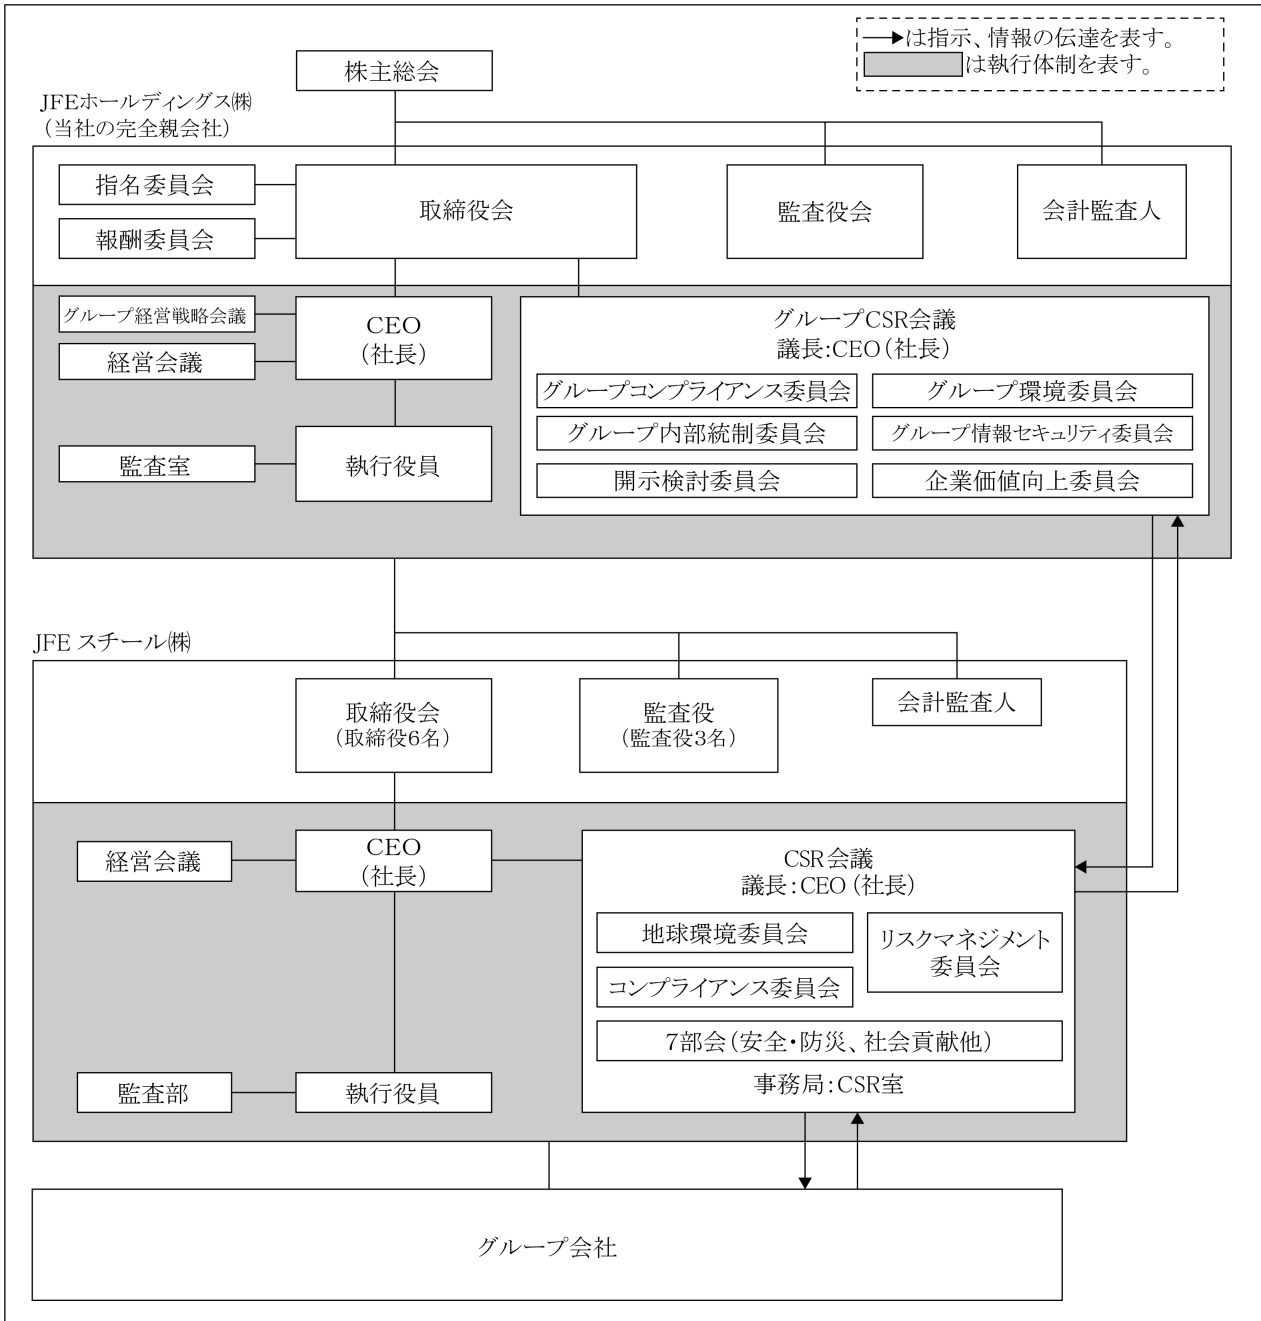 は指示、情報の伝達を表す。
は執行体制を表す。
株主総会
JFEホールディングス㈱
（当社の完全親会社）
指名委員会
報酬委員会
取締役会
監査役会
会計監査人
グループ経営戦略会議
経営会議
CEO
（社長）
監査室
執行役員
グループCSR会議
議長:CEO（社長）
グループコンプライアンス委員会
グループ環境委員会
グループ内部統制委員会
グループ情報セキュリティ委員会
開示検討委員会
企業価値向上委員会
JFE スチール㈱
取締役会
（取締役6名）
監査役
（監査役3名）
会計監査人
経営会議
CEO
（社長）
CSR会議
議長：CEO（社長）
地球環境委員会
リスクマネジメント
委員会
コンプライアンス委員会
7部会（安全・防災、社会貢献他）
事務局：CSR室
監査部
執行役員
グループ会社